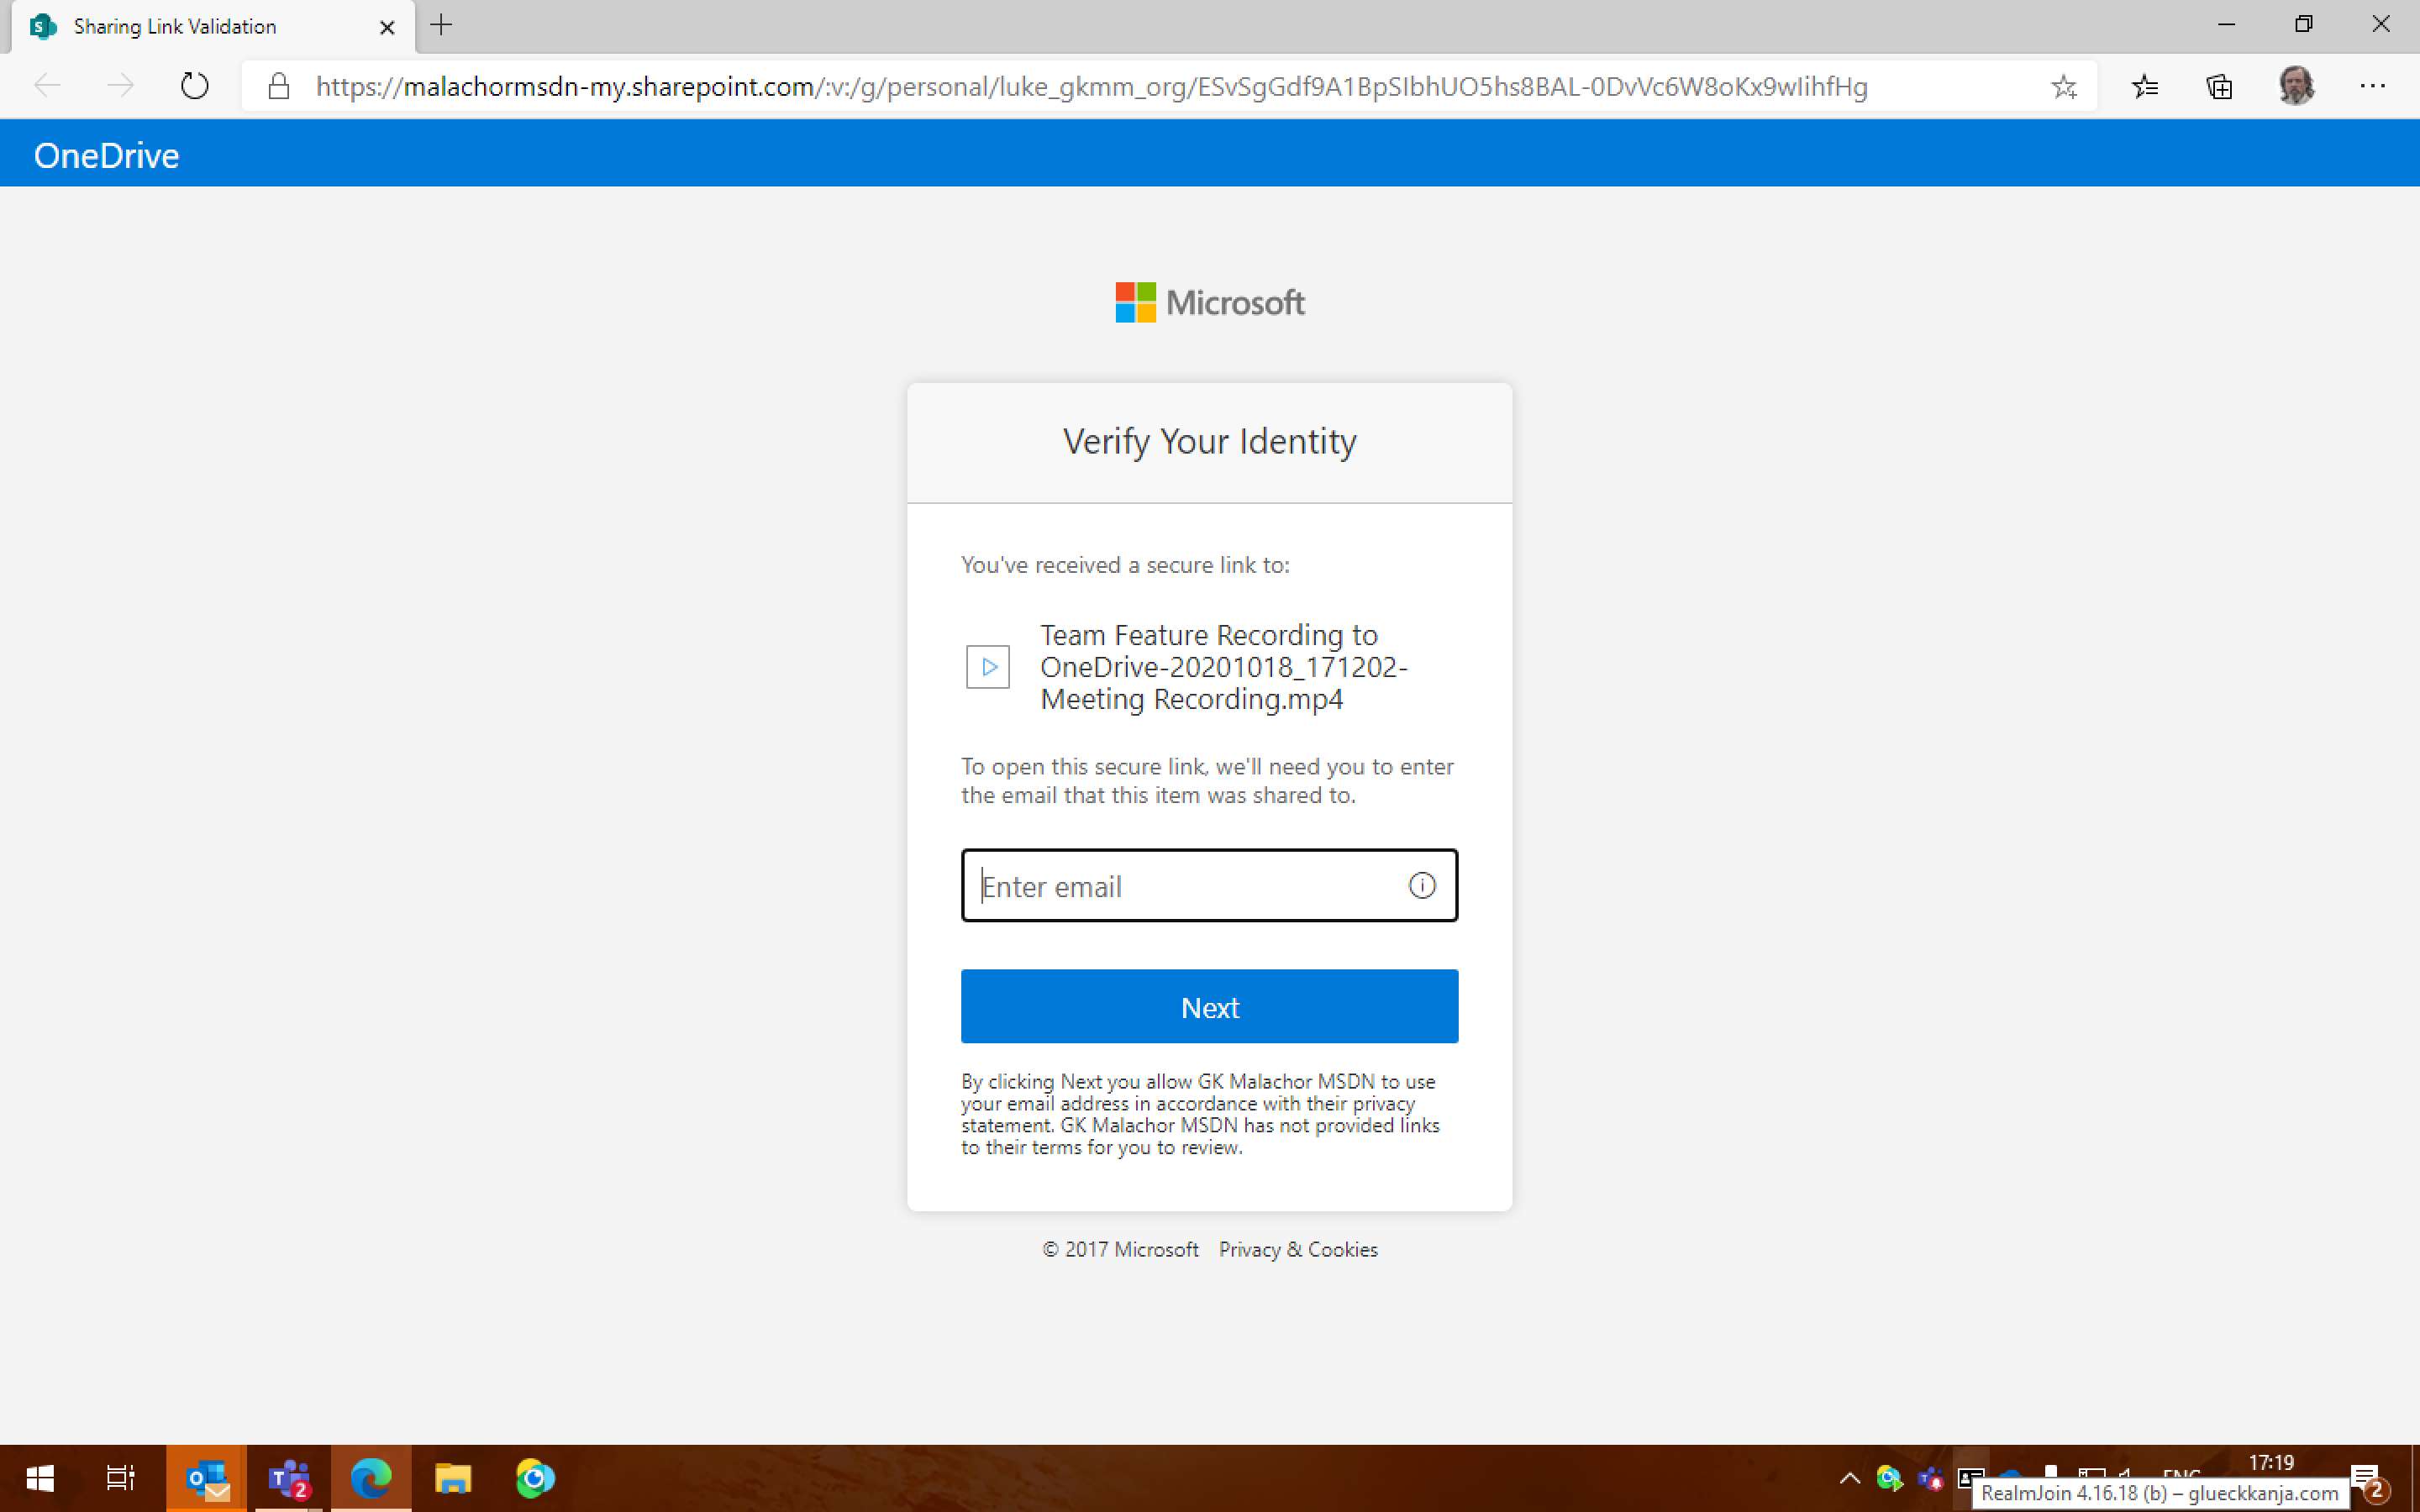 Sharing Link Validation
https://malachormsdn-my.sharepoint.com/:v:/g/personal/luke_gkmm_org/ESvSgGdf9A1BpSIbhUO5hs8BAL-0DvVc6W8oKx9wIihfHg
OneDrive
Microsoft
Verify Your Identity
You've received a secure link to:
Team Feature Recording to
OneDrive-20201018_171202-
Meeting Recording.mp4
To open this secure link, we'll need you to enter
the email that this item was shared to.
Enter email
Next
By clicking Next you allow GK Malachor MSDN to use
your email address in accordance with their privacy
statement. GK Malachor MSDN has not provided links
to their terms for you to review.
© 2017 Microsoft Privacy & Cookies
17:19
2
ENG
2
RealmJoin 4.16.18 (b) – glueckkanja.com